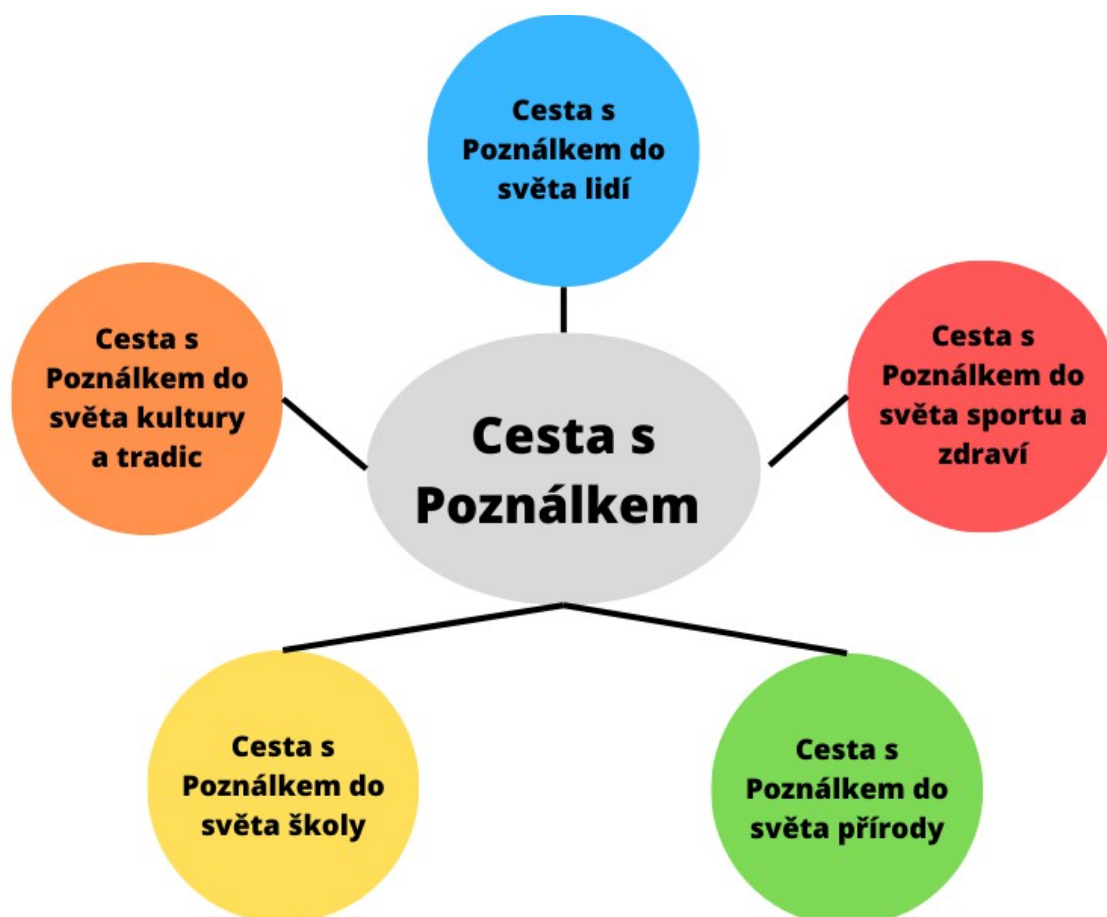 Cesta s
Poználkem do
světa lidí
Cesta s
Poználkem do
světa kultury
a tradic
Cesta s
Poználkem do
světa sportu a
zdraví
Cesta s
Poználkem
Cesta s
Poználkem do
světa školy
Cesta s
Poználkem do
světa přírody